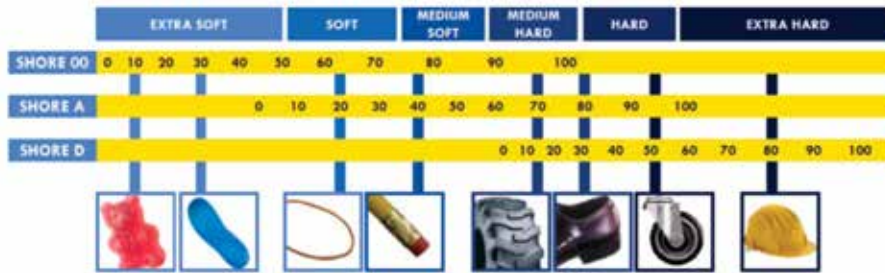 EXTRA SOFT SOFT MEDIUM SOFT MEDIUM HARD HARD EXTRA HARD
SHORE 00 0 10 20 30 40 50 60 70 80 90 100
SHORE A 0 10 20 30 40 50 60 70 80 90 100
SHORE D 0 10 20 30 40 50 60 70 80 90 100